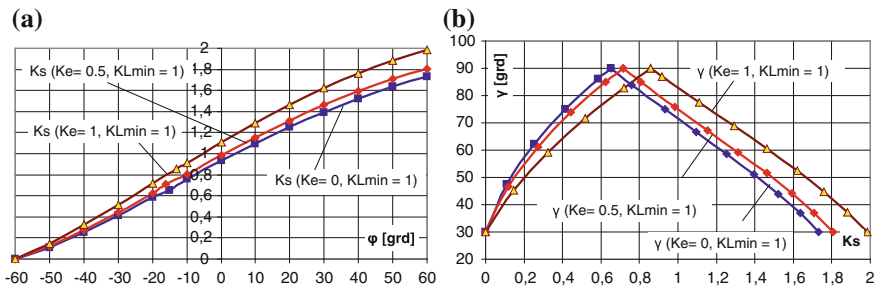 (a)
2
1,8
1,6
1,4
1,2
1
0,8
0,6
0,4
0,2
0
Ks (Ke= 0.5, KLmin = 1)
Ks (Ke= 1, KLmin = 1)
Ks (Ke= 0, KLmin = 1)
φ [grd]
-60 -50 -40 -30 -20 -10 0 10 20 30 40 50 60
(b)
100
90
80
70
60
50
40
30
20
γ [grd]
γ (Ke= 1, KLmin = 1)
γ (Ke= 0.5, KLmin = 1)
γ (Ke= 0, KLmin = 1)
Ks
0 0,2 0,4 0,6 0,8 1 1,2 1,4 1,6 1,8 2